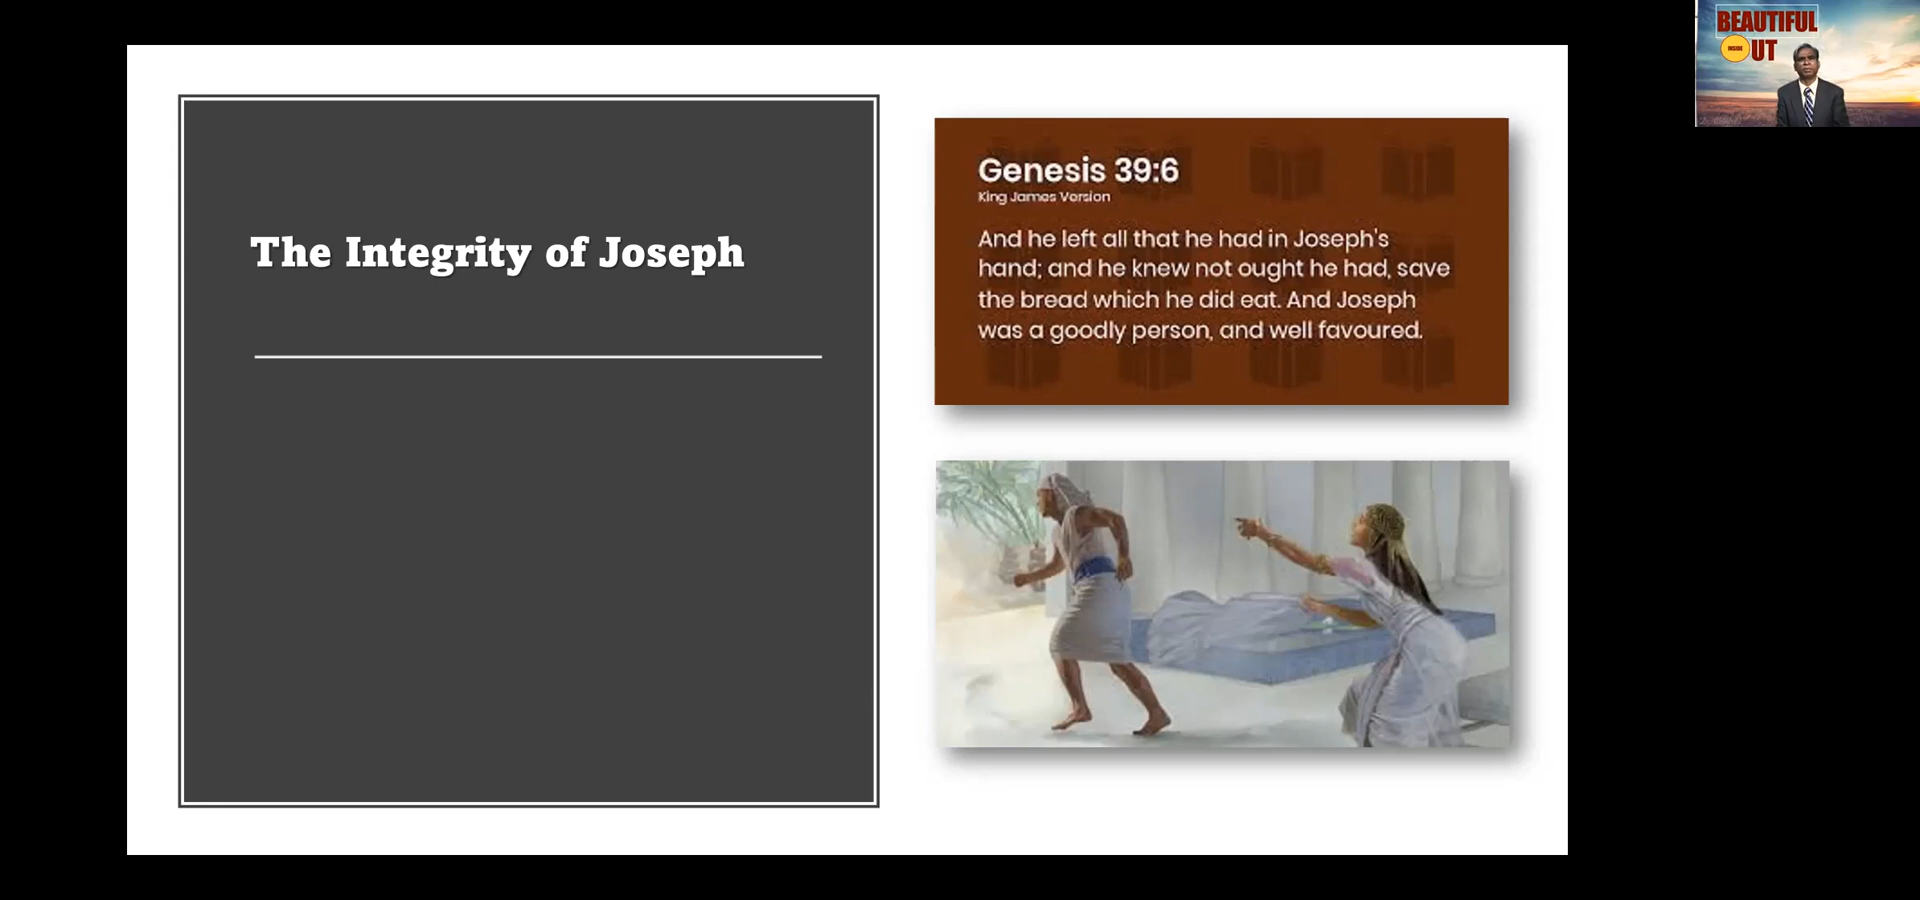 The Integrity of Joseph
Genesis 39:6
King James Version
And he left all that he had in Joseph's
hand; and he knew not ought he had, save
the bread which he did eat. And Joseph
was a goodly person, and well favoured.
BEAUTIFUL
INSIDE
UT